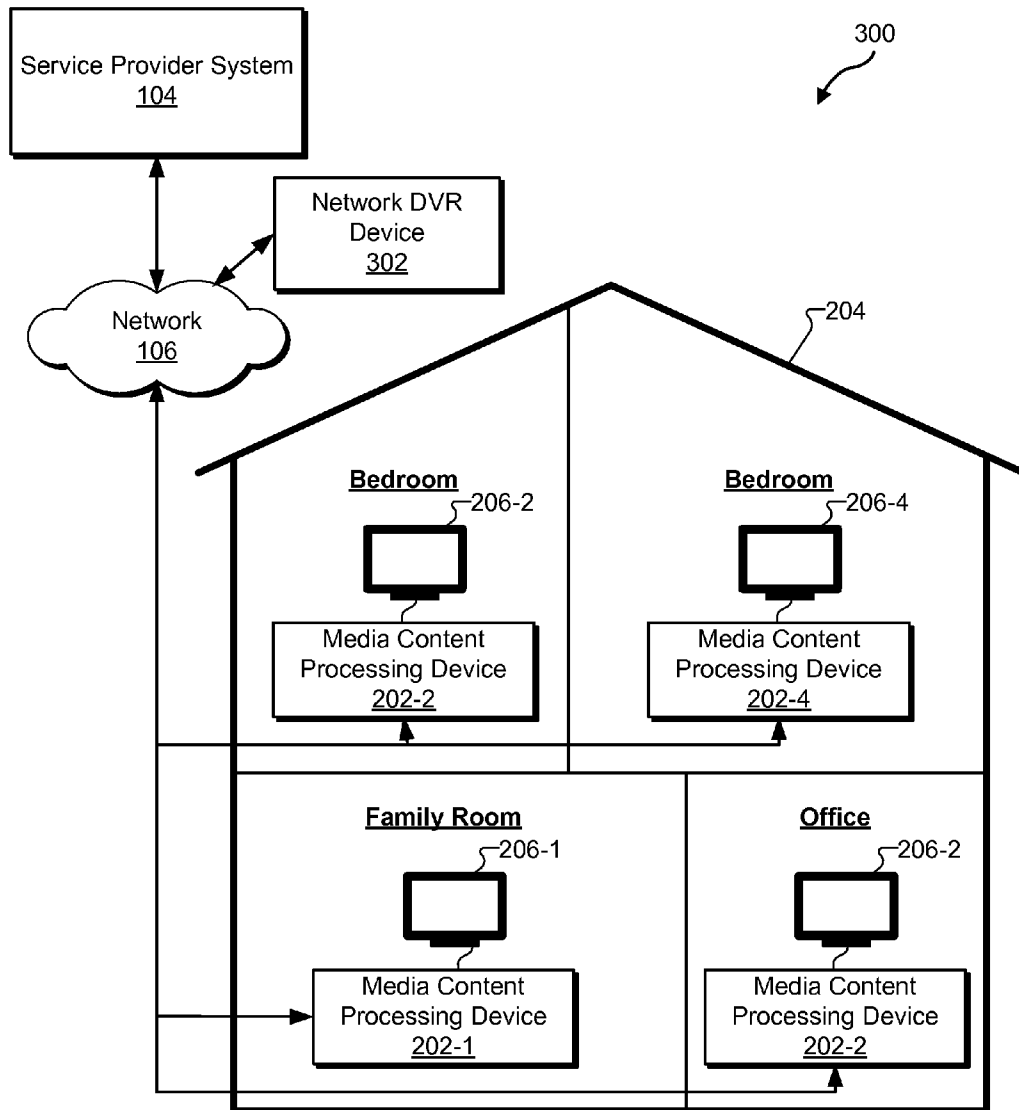 300
Service Provider System
104
Network DVR
Device
302
Network
106
204
Bedroom
206-2
Media Content
Processing Device
202-2
Bedroom
206-4
Media Content
Processing Device
202-4
Family Room
206-1
Media Content
Processing Device
202-1
Office
206-2
Media Content
Processing Device
202-2